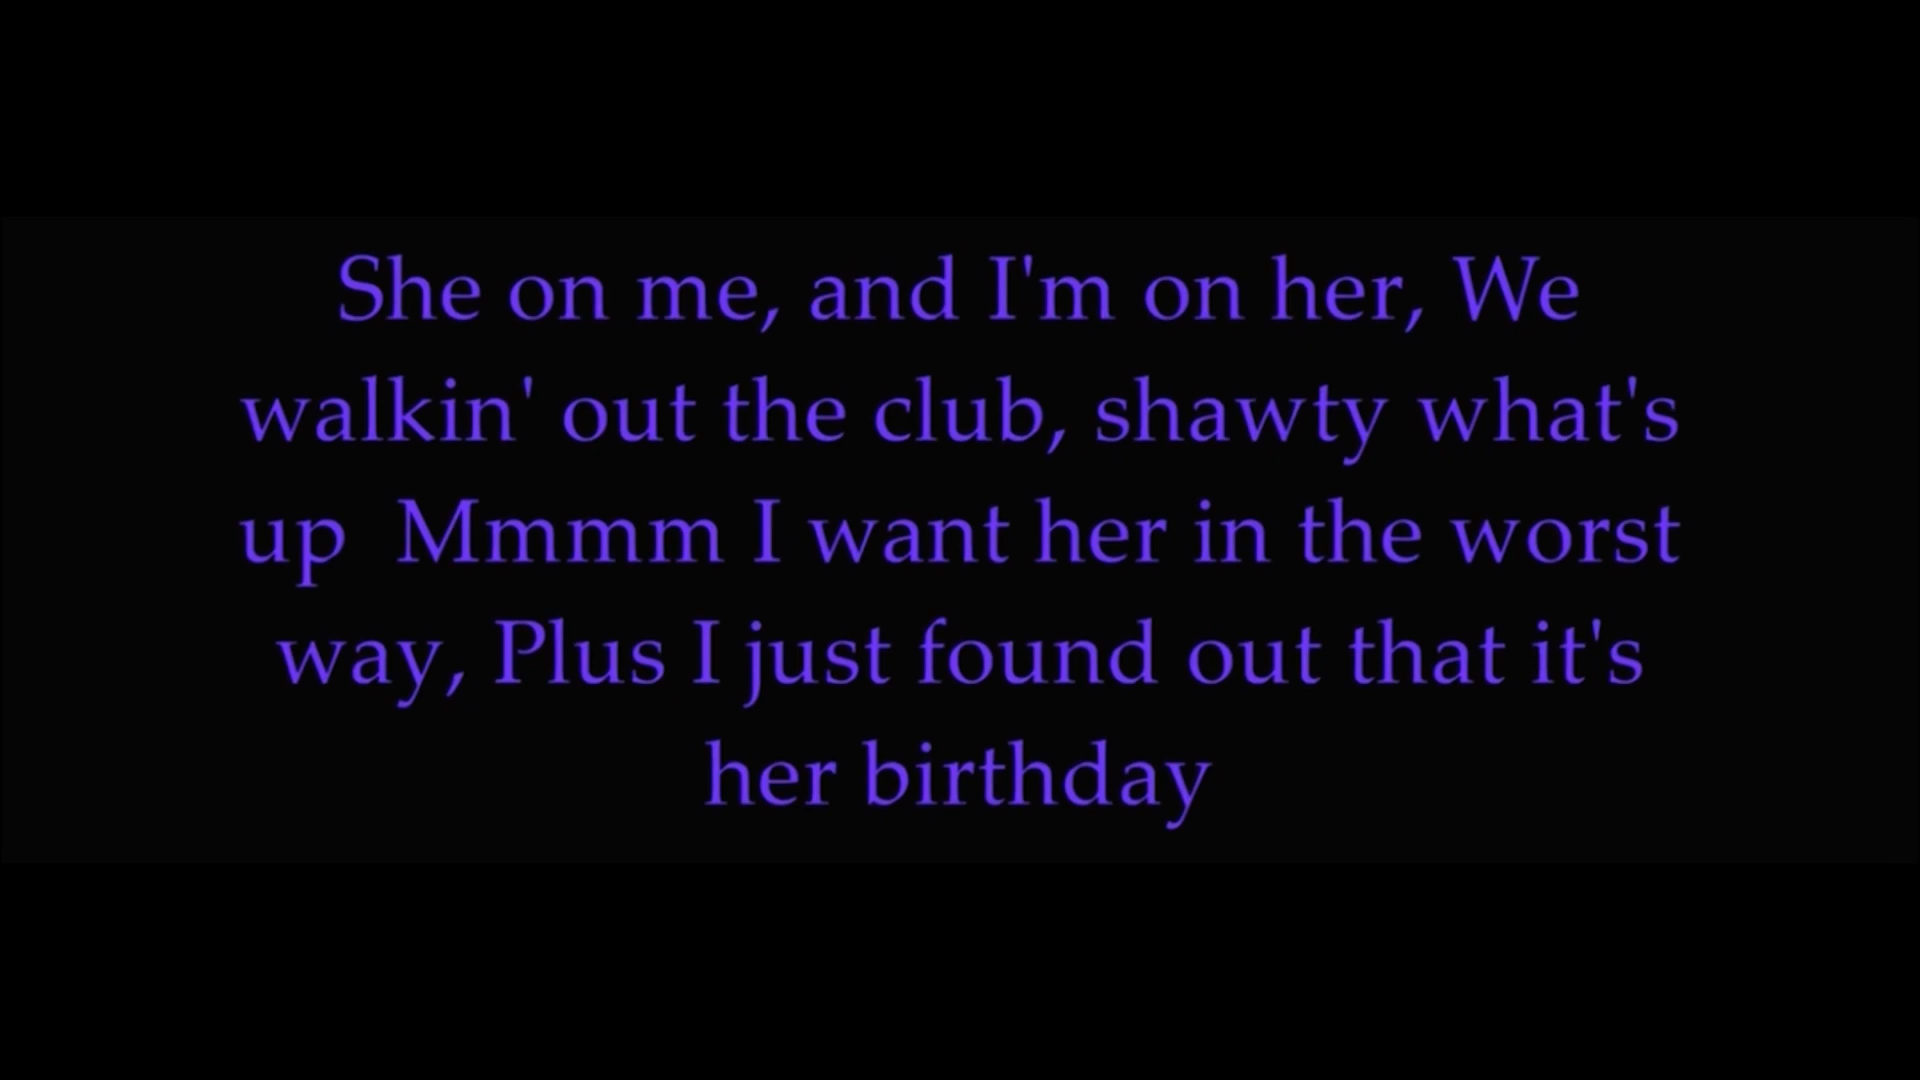 She on me, and I'm on her, We
walkin' out the club, shawty what's
up  Mmmm I want her in the worst
way, Plus I just found out that it's
her birthday